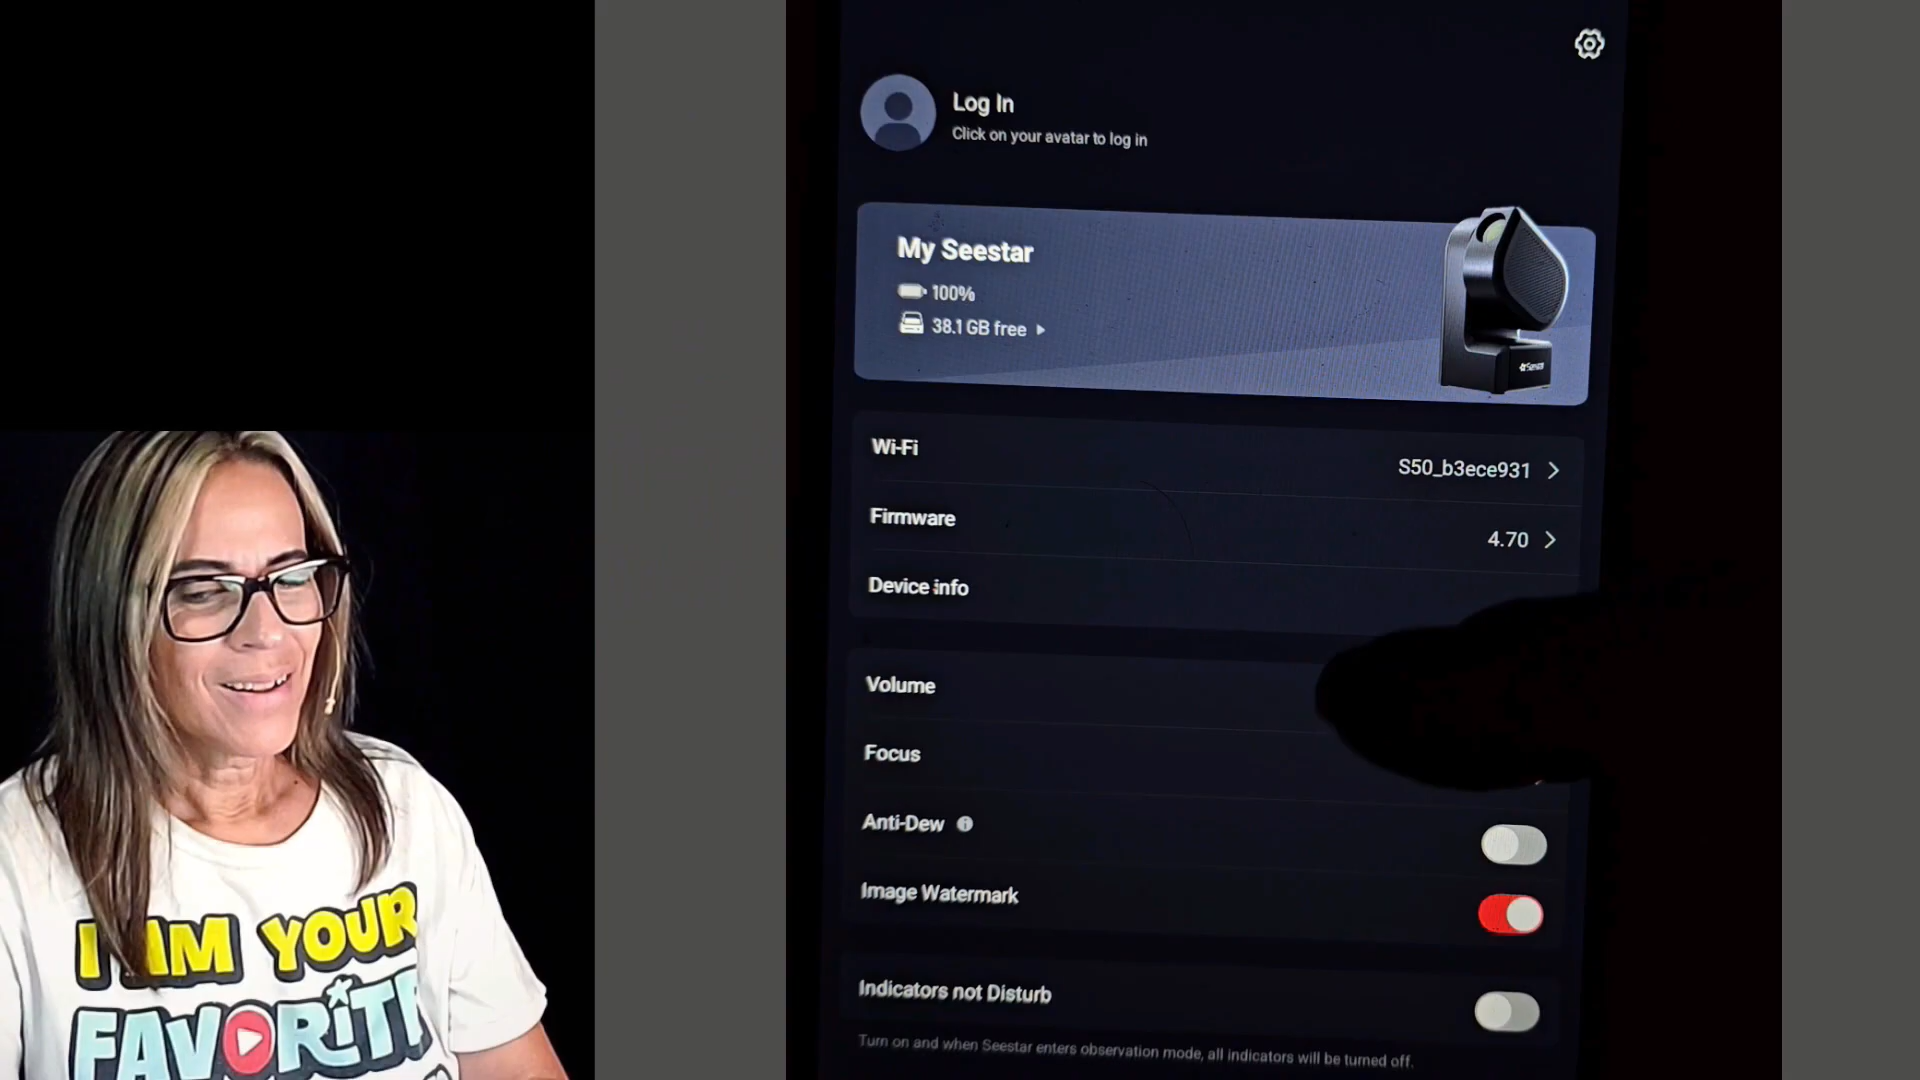 Log In
Click on your avatar to log in
My Seestar
100%
38.1 GB free
Seestar
Wi-Fi
S50_b3ece931
Firmware
4.70
Device info
Volume
Focus
Anti-Dew
Image Watermark
Indicators not Disturb
Turn on and when Seestar enters observation mode, all indicators will be turned off.
I AM YOUR
FAVORiTE